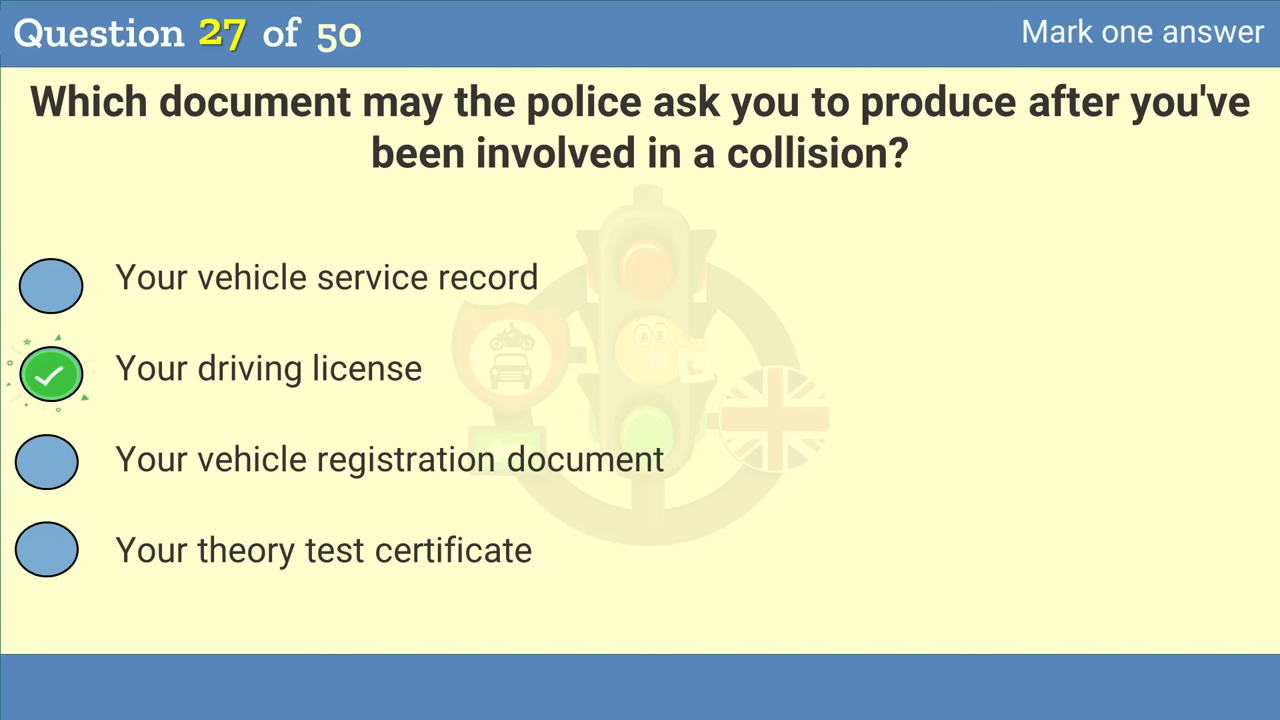 Question 27 of 50
Mark one answer
Which document may the police ask you to produce after you've
been involved in a collision?
Your vehicle service record
Your driving license
Your vehicle registration document
Your theory test certificate